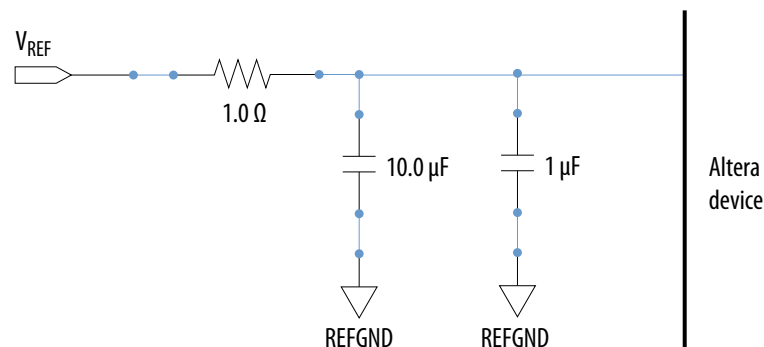 VREF
1.0 Ω
10.0 µF
1 µF
Altera
device
REFGND
REFGND